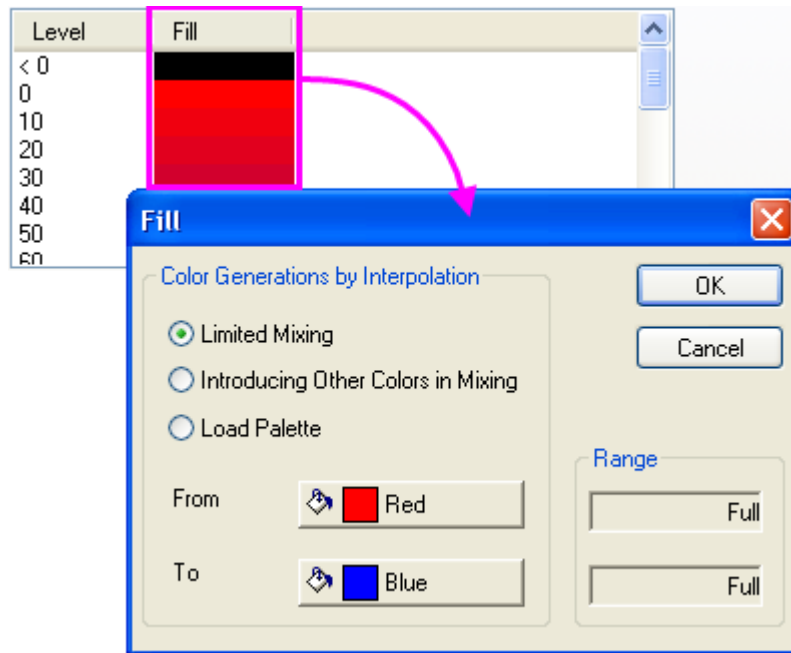 Level Fill
< 0
0
10
20
30
40
50
60
Fill
Color Generations by Interpolation
OK
Limited Mixing
Cancel
Introducing Other Colors in Mixing
Load Palette
Range
From Red Full
To Blue Full